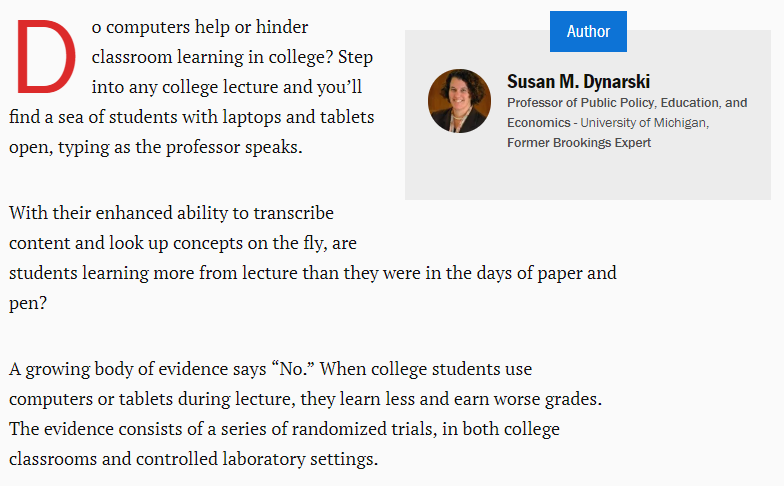 Do computers help or hinder
classroom learning in college? Step
into any college lecture and you’ll
find a sea of students with laptops and tablets
open, typing as the professor speaks.
Author
Susan M. Dynarski
Professor of Public Policy, Education, and
Economics - University of Michigan,
Former Brookings Expert
With their enhanced ability to transcribe
content and look up concepts on the fly, are
students learning more from lecture than they were in the days of paper and
pen?
A growing body of evidence says “No.” When college students use
computers or tablets during lecture, they learn less and earn worse grades.
The evidence consists of a series of randomized trials, in both college
classrooms and controlled laboratory settings.